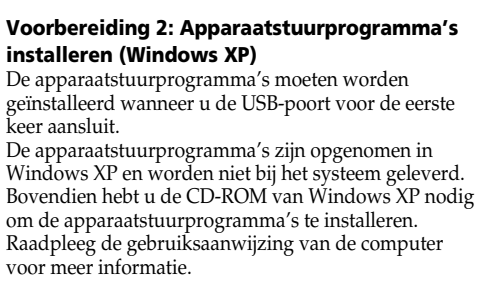 Voorbereiding 2: Apparaatstuurprogramma's
installeren (Windows XP)
De apparaatstuurprogramma's moeten worden
geïnstalleerd wanneer u de USB-poort voor de eerste
keer aansluit.
De apparaatstuurprogramma's zijn opgenomen in
Windows XP en worden niet bij het systeem geleverd.
Bovendien hebt u de CD-ROM van Windows XP nodig
om de apparaatstuurprogramma's te installeren.
Raadpleeg de gebruiksaanwijzing van de computer
voor meer informatie.